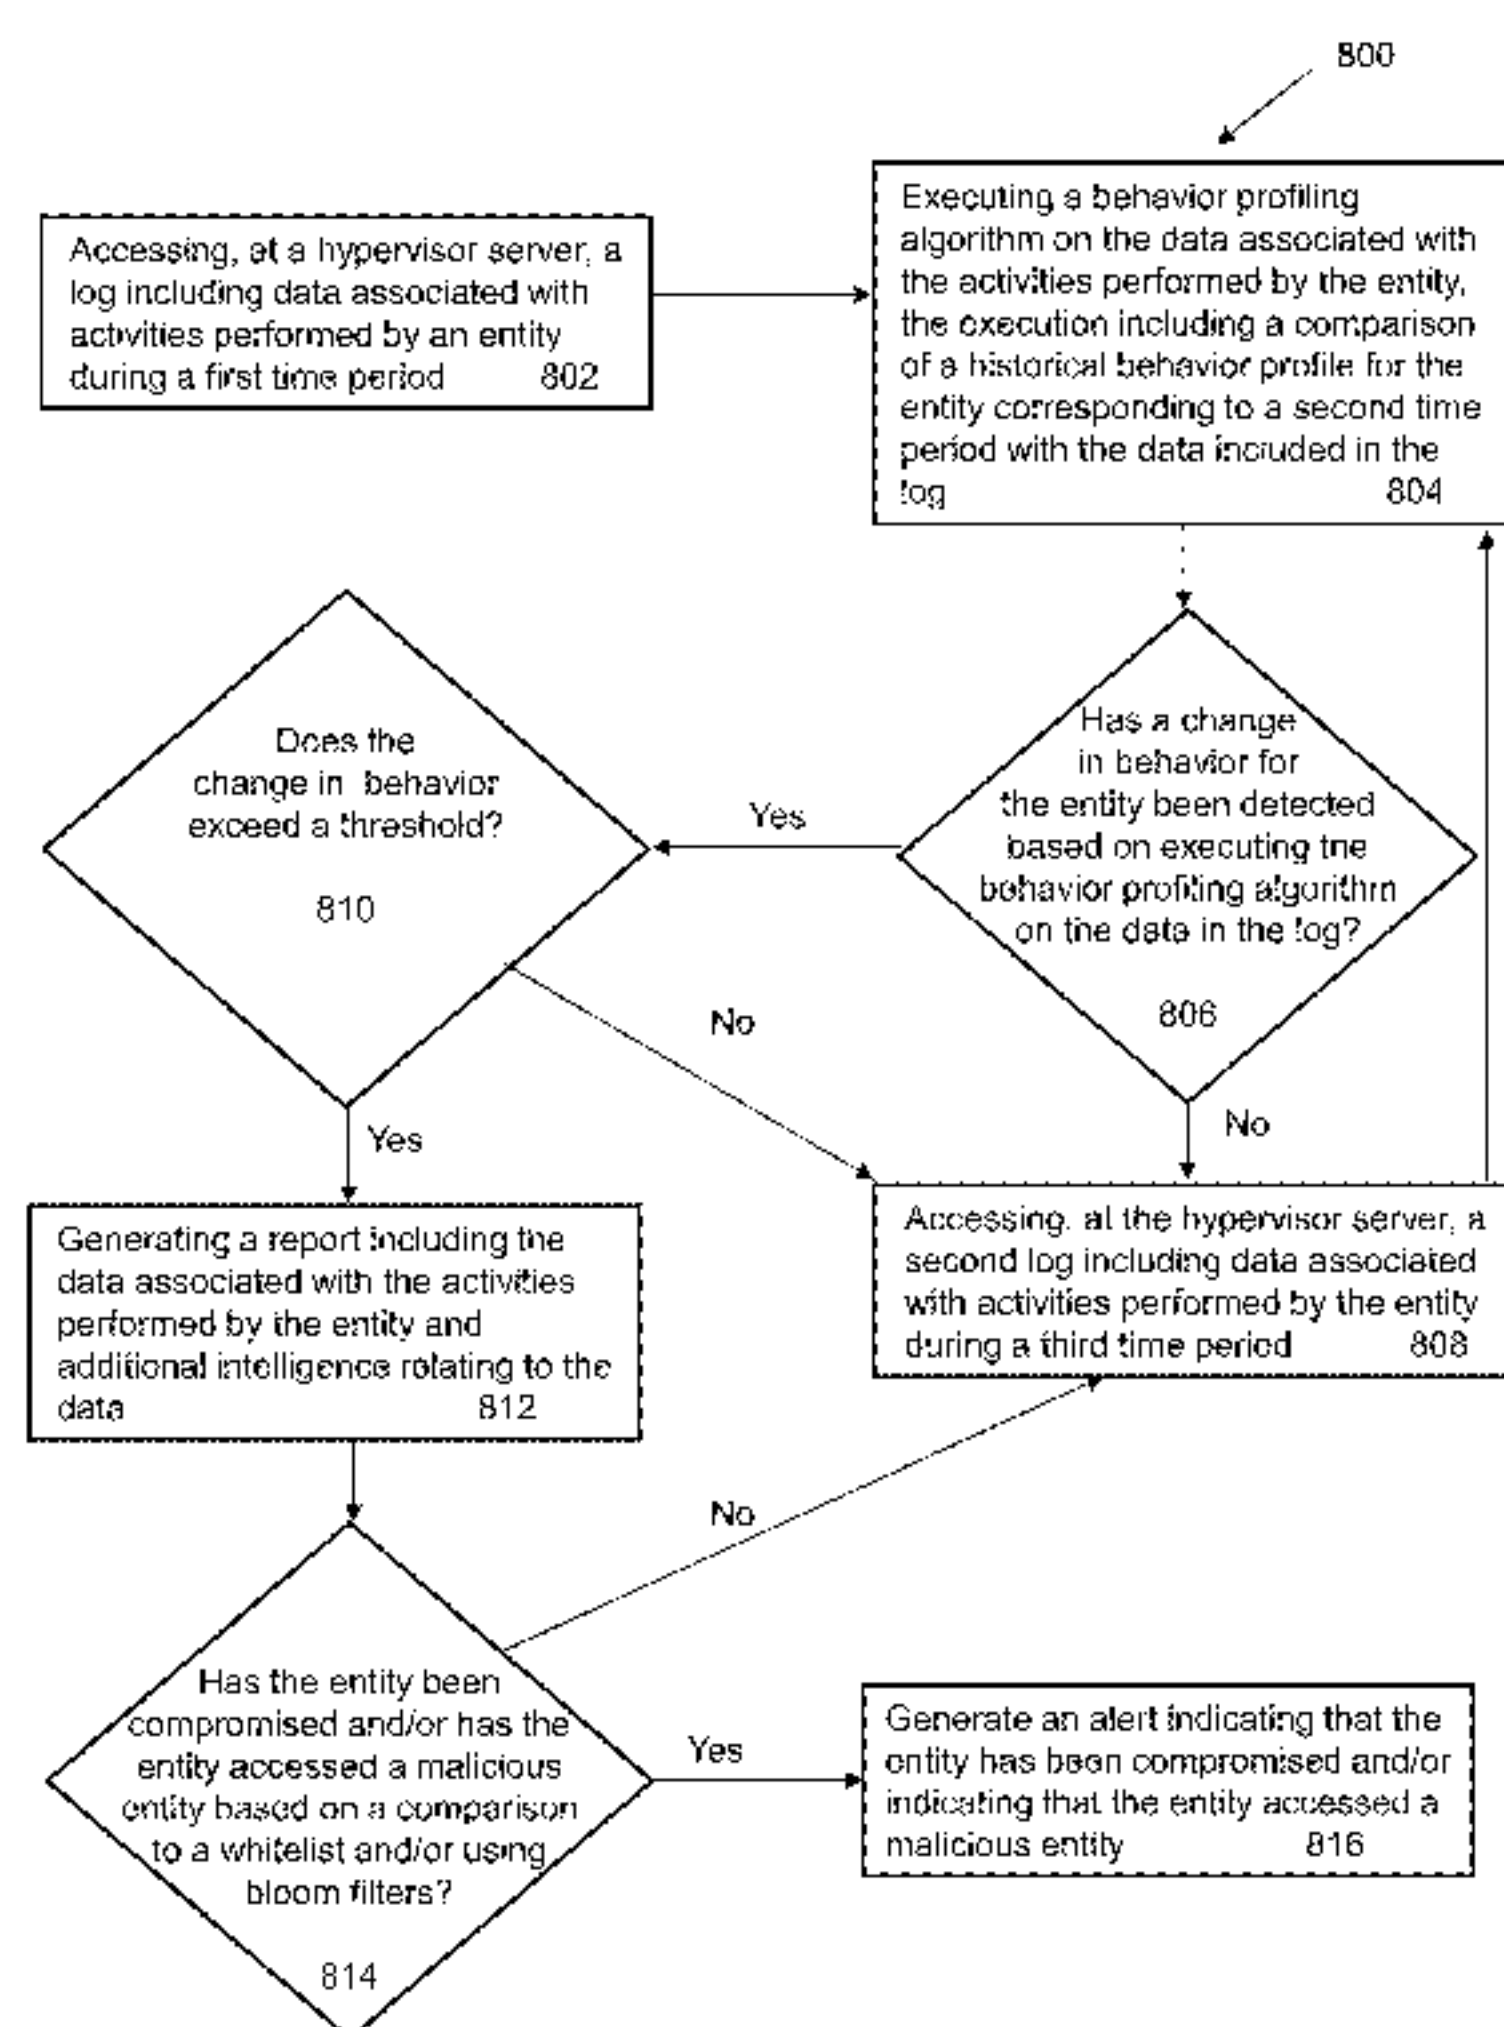 800
Accessing, at a hypervisor server, a
log including data associated with
activities performed by an entity
during a first time period 802
Executing a behavior profiling
algorithm on the data associated with
the activities performed by the entity,
the execution including a comparison
of a historical behavior profile for the
entity corresponding to a second time
period with the data included in the
log 804
Has a change
in behavior for
the entity been detected
based on executing the
behavior profiling algorithm
on the data in the log?
806
Yes
Does the
change in behavior
exceed a threshold?
810
No
No
Yes
Accessing, at the hypervisor server, a
second log including data associated
with activities performed by the entity
during a third time period 808
Generating a report including the
data associated with the activities
performed by the entity and
additional intelligence relating to the
data 812
No
Has the entity been
compromised and/or has the
entity accessed a malicious
entity based on a comparison
to a whitelist and/or using
bloom filters?
814
Yes
Generate an alert indicating that the
entity has been compromised and/or
indicating that the entity accessed a
malicious entity 816